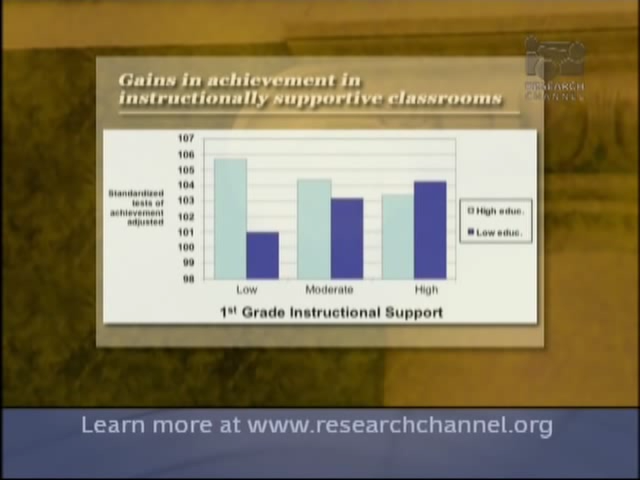 Gains in achievement in
instructionally supportive classrooms
RESEARCH
CHANNEL
107
106
105
104
103
102
101
100
99
98
Standardized
tests of
achievement
adjusted
High educ.
Low educ.
Low
Moderate
High
1st Grade Instructional Support
Learn more at www.researchchannel.org